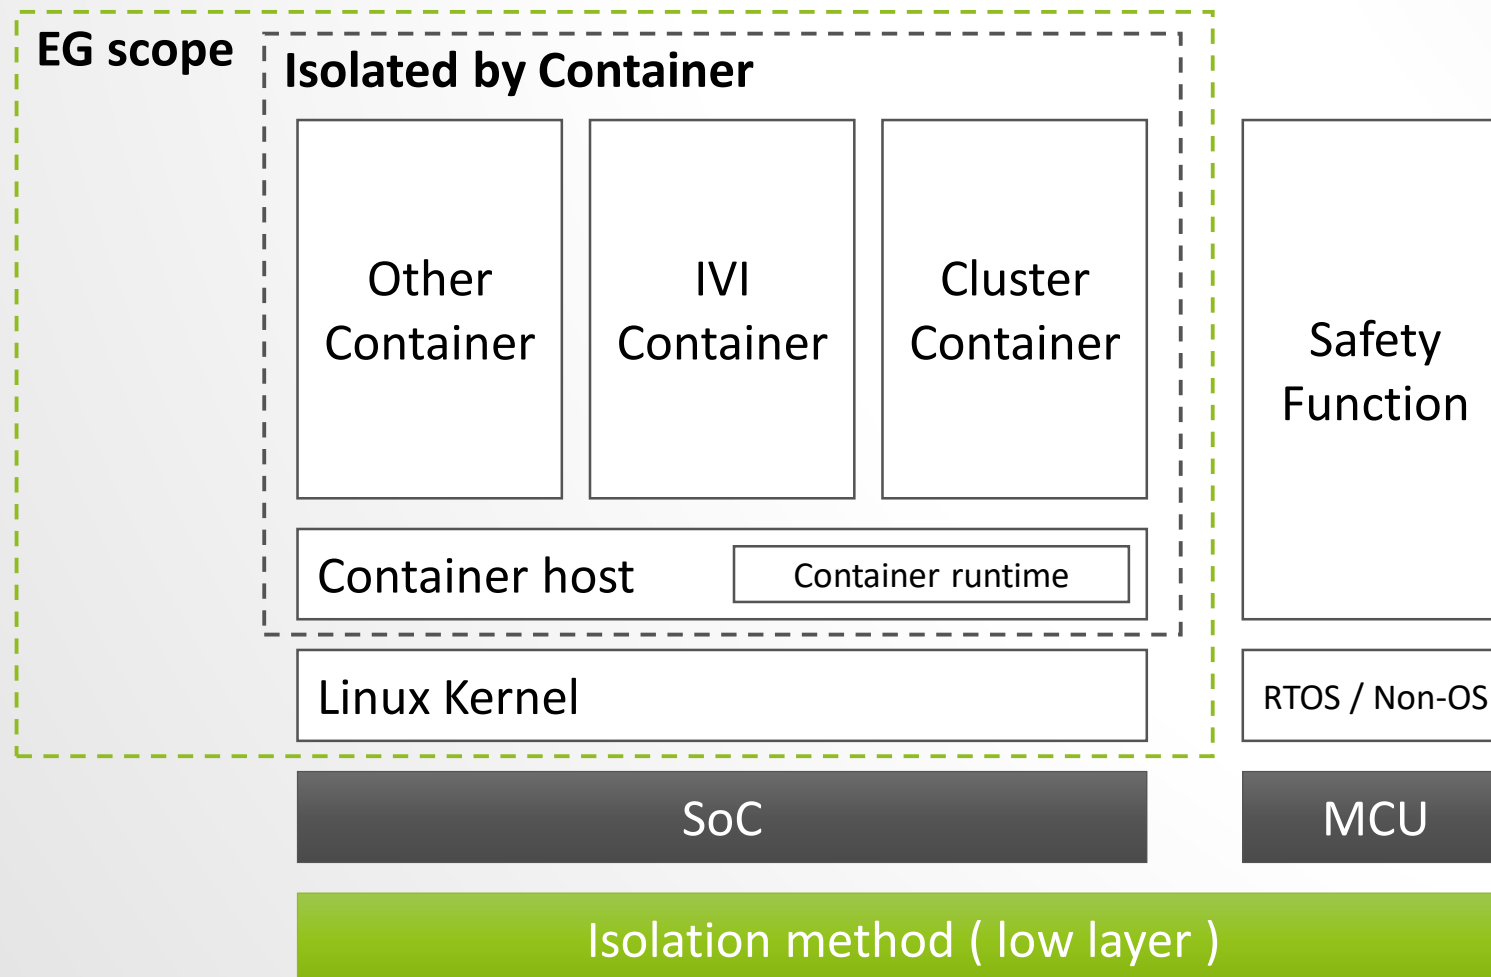 EG scope
Isolated by Container
Other
Container
IVI
Container
Cluster
Container
Safety
Function
Container host
Container runtime
Linux Kernel
RTOS / Non-OS
SoC
MCU
Isolation method ( low layer )